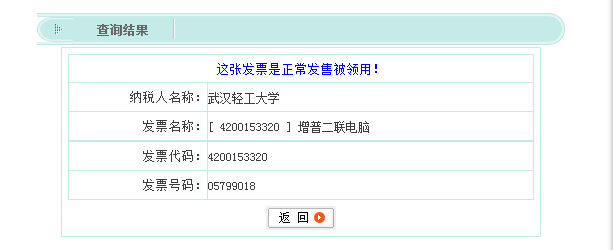 查询结果
这张发票是正常发售被领用！
纳税人名称：武汉轻工大学
发票名称：[ 4200153320 ] 增普二联电脑
发票代码：4200153320
发票号码：05799018
返 回